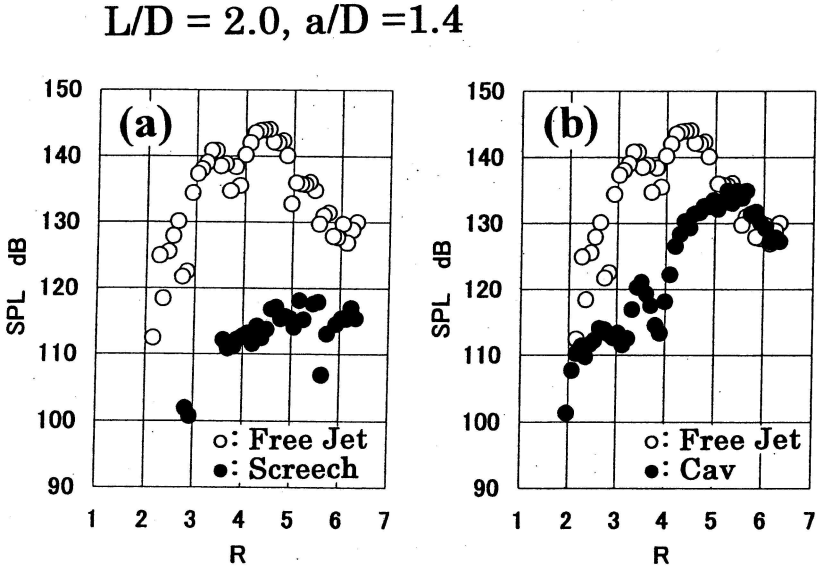 L/D = 2.0, a/D =1.4
150
140
130
120
110
100
90
SPL dB
(a)
○: Free Jet
●: Screech
1 2 3 4 5 6 7
R
150
140
130
120
110
100
90
SPL dB
(b)
○: Free Jet
●: Cav
1 2 3 4 5 6 7
R